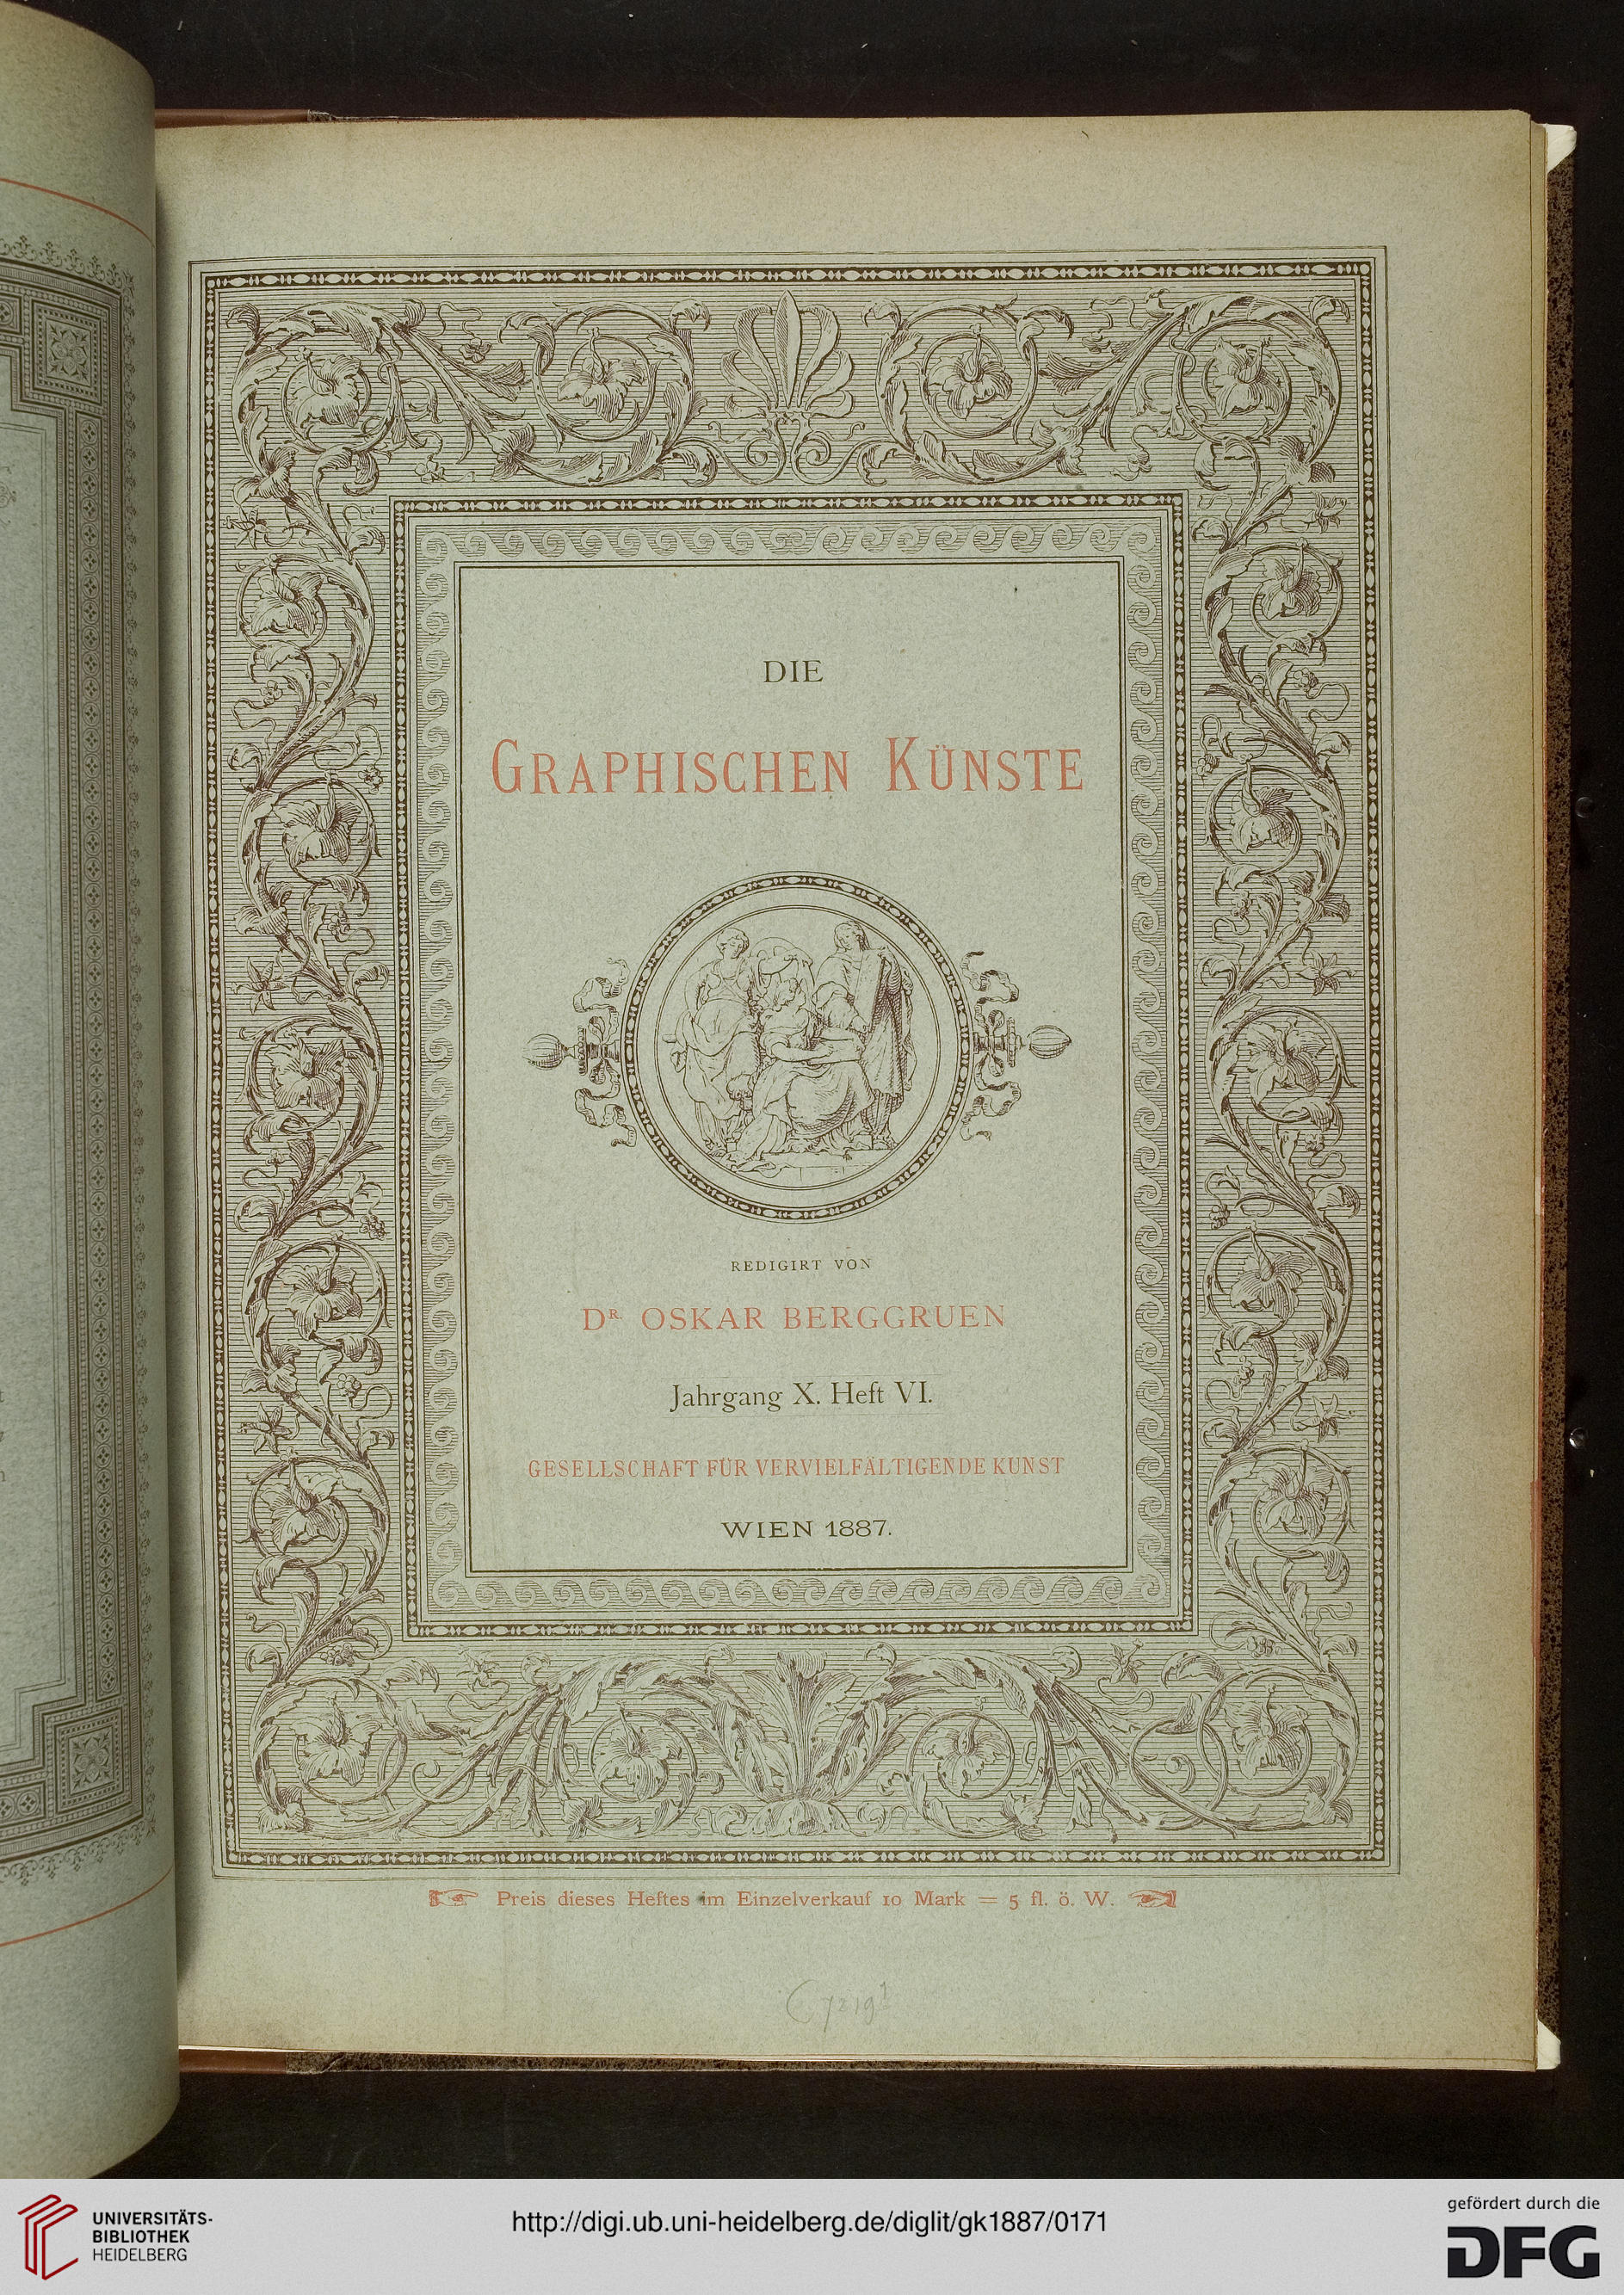 DIE
GRAPHISCHEN KÜNSTE
REDIGIRT VON
DR. OSKAR BERGGRUEN
Jahrgang X. Heft VI.
GESELLSCHAFT FÜR VERVIELFÄLTIGENDE KUNST
WIEN 1887.
Preis dieses Heftes im Einzelverkauf 10 Mark = 5 fl. ö. W.
UNIVERSITÄTS-
BIBLIOTHEK
HEIDELBERG
http://digi.ub.uni-heidelberg.de/diglit/gk1887/0171
gefördert durch die
DFG